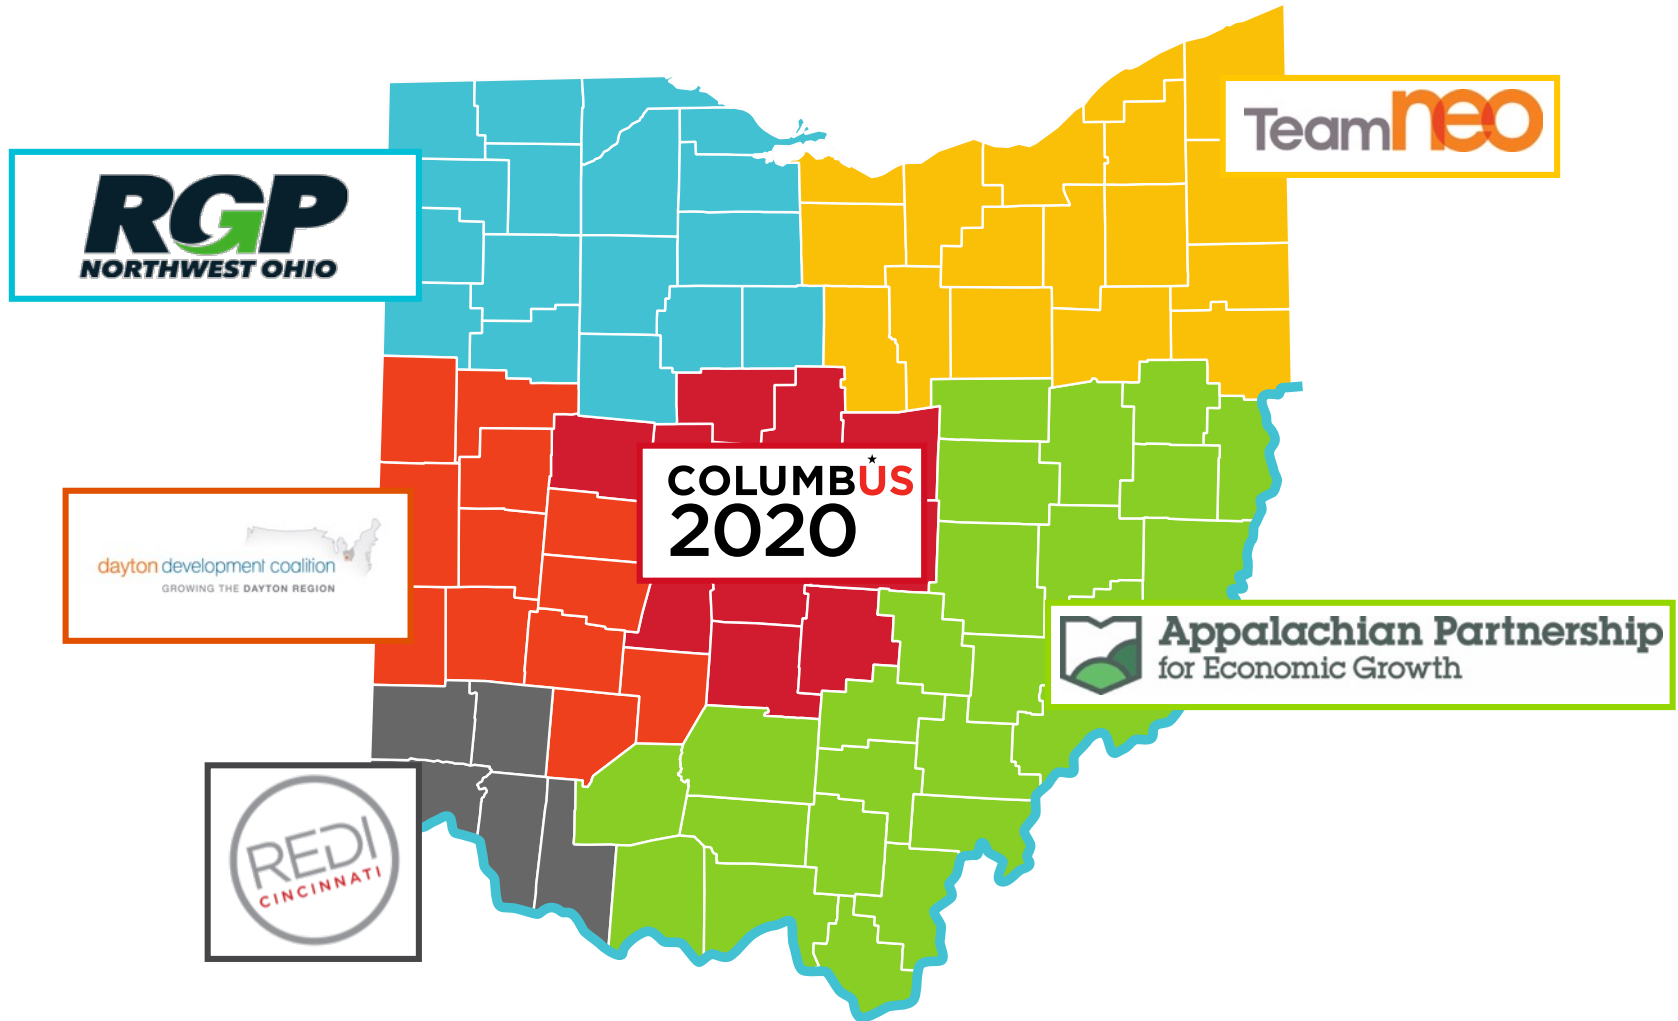 Teamneo
RGP
NORTHWEST OHIO
COLUMBUS
2020
dayton development coalition
GROWING THE DAYTON REGION
Appalachian Partnership
for Economic Growth
REDI
CINCINNATI